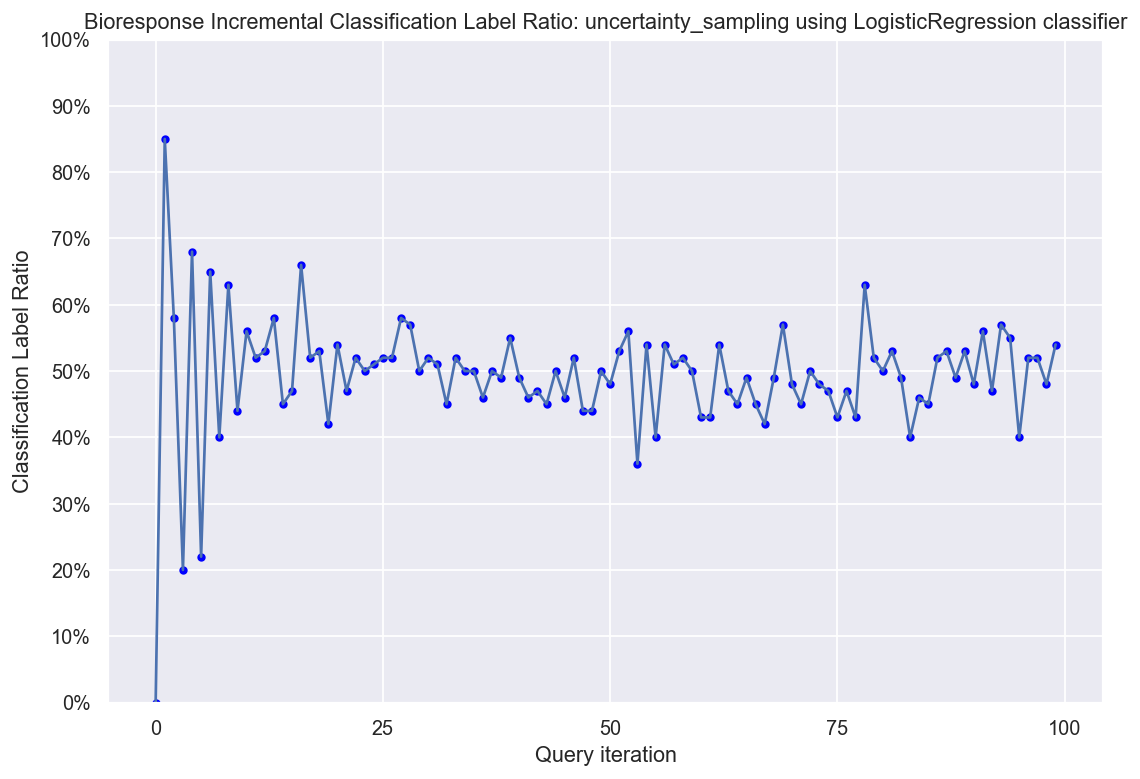 Bioresponse Incremental Classification Label Ratio: uncertainty_sampling using LogisticRegression classifier
100%
90%
80%
70%
60%
50%
40%
30%
20%
10%
0%
Classification Label Ratio
0 25 50 75 100
Query iteration